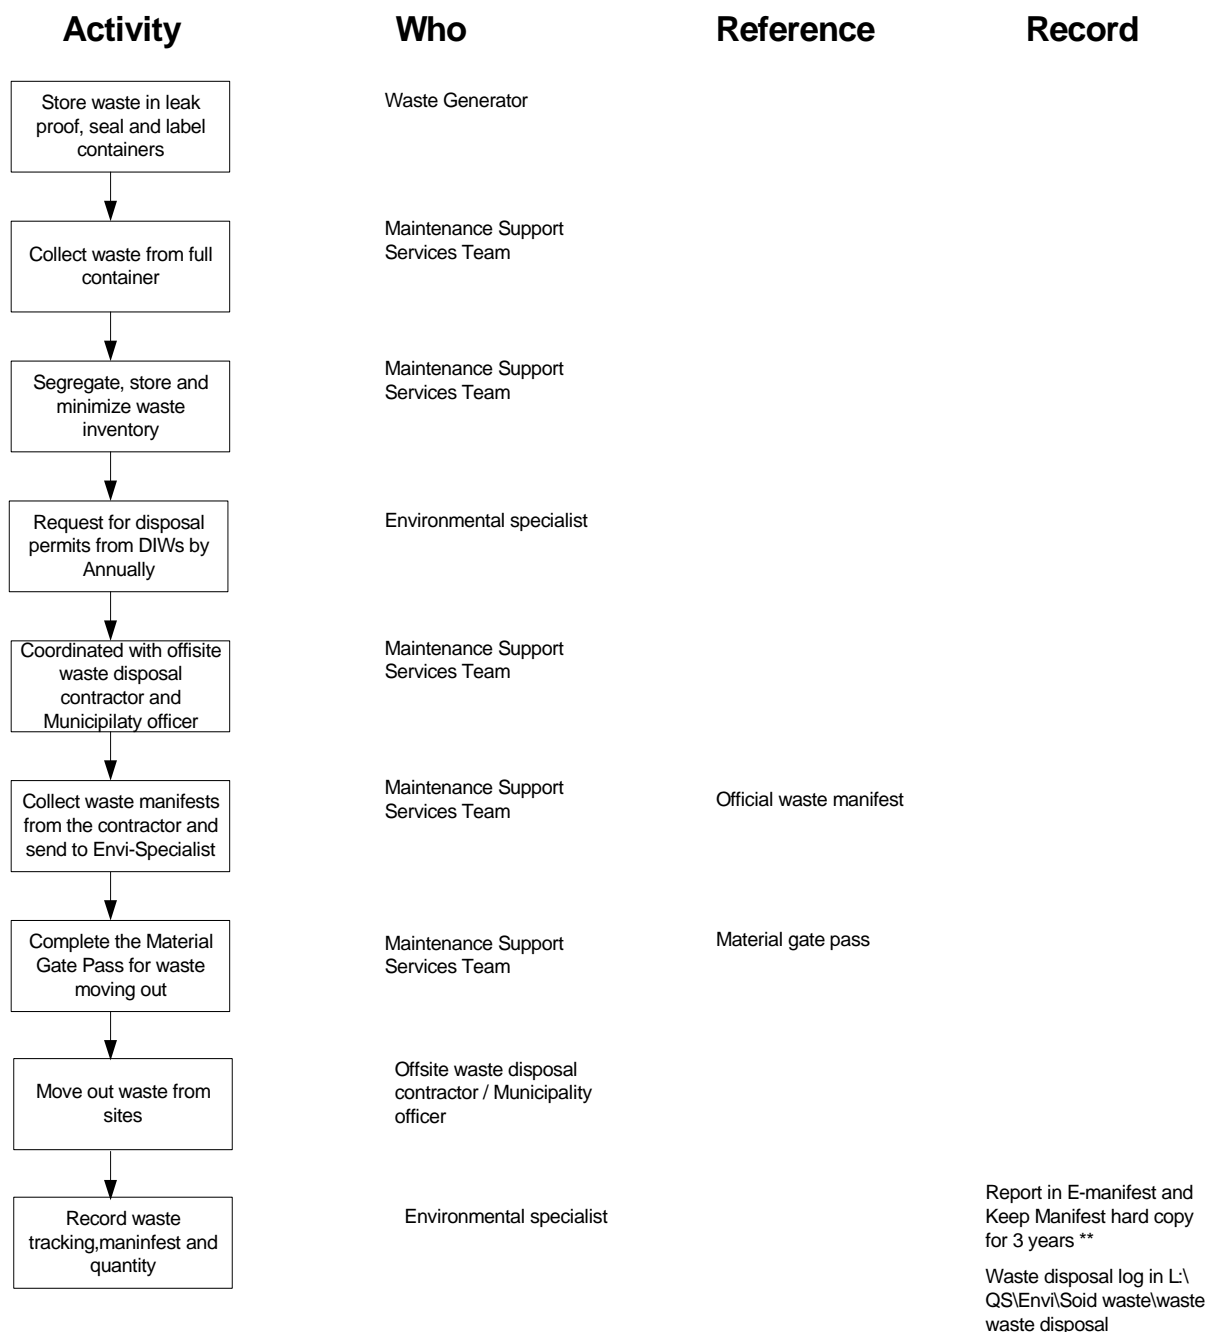 Activity
Who
Reference
Record
Store waste in leak
proof, seal and label
containers
Waste Generator
Collect waste from full
container
Maintenance Support
Services Team
Segregate, store and
minimize waste
inventory
Maintenance Support
Services Team
Request for disposal
permits from DIWs by
Annually
Environmental specialist
Coordinated with offisite
waste disposal
contractor and
Municipilaty officer
Maintenance Support
Services Team
Collect waste manifests
from the contractor and
send to Envi-Specialist
Maintenance Support
Services Team
Official waste manifest
Complete the Material
Gate Pass for waste
moving out
Maintenance Support
Services Team
Material gate pass
Move out waste from
sites
Offsite waste disposal
contractor / Municipality
officer
Record waste
tracking,maninfest and
quantity
Environmental specialist
Report in E-manifest and
Keep Manifest hard copy
for 3 years **
Waste disposal log in L:\
QS\Envi\Soid waste\waste
waste disposal